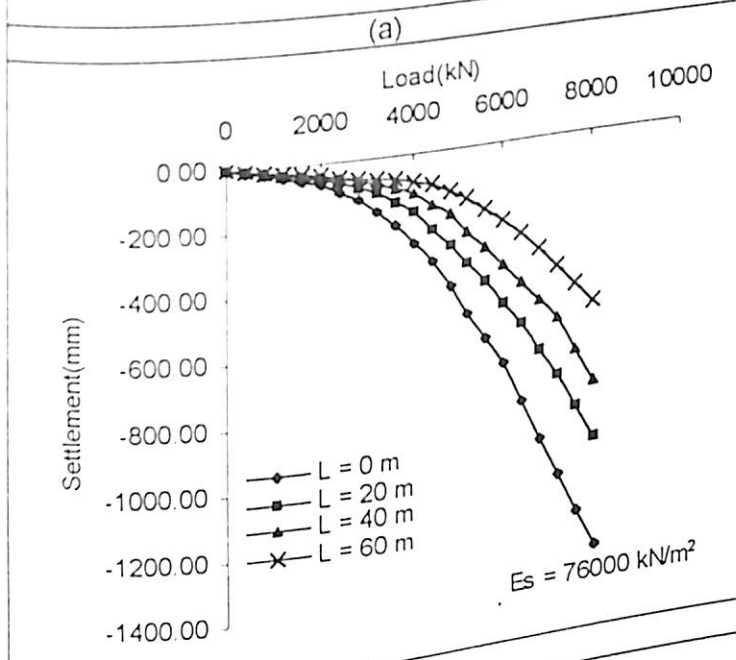 (a)
Load(kN)
0 2000 4000 6000 8000 10000
0.00
-200 00
-400 00
-600 00
-800.00
-1000.00
-1200.00
-1400.00
Settlement(mm)
L = 0 m
L = 20 m
L = 40 m
L = 60 m
Es = 76000 kN/m²